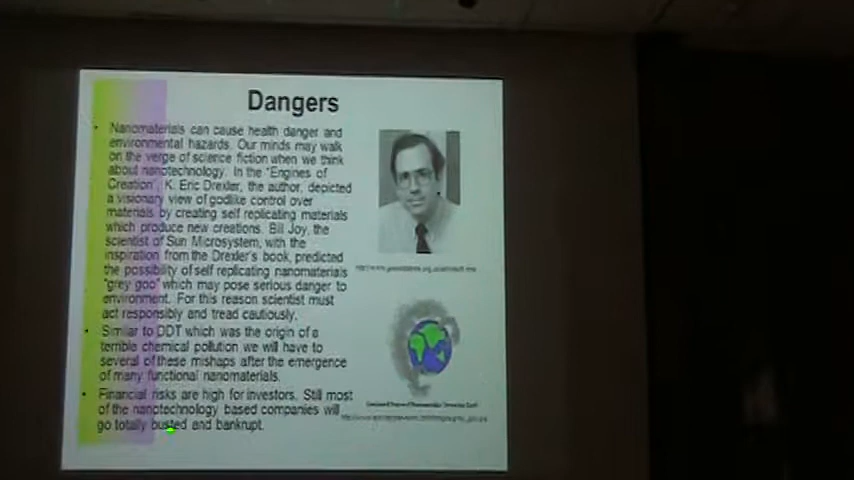 Dangers
Nanomaterials can cause health danger and
environmental hazards. Our minds may walk
on the verge of science fiction when we think
about nanotechnology. In the "Engines of
Creation", K. Eric Drexler, the author, depicted
a visionary view of godlike control over
materials by creating self replicating materials
which produce new creations. Bill Joy, the
scientist of Sun Microsystem, with the
inspiration from the Drexler's book, predicted
the possibility of self replicating nanomaterials
"grey goo" which may pose serious danger to
environment. For this reason scientist must
act responsibly and tread cautiously.
Similar to DDT which was the origin of a
terrible chemical pollution we will have to
several of these mishaps after the emergence
of many functional nanomaterials.
Financial risks are high for investors. Still most
of the nanotechnology based companies will
go totally busted and bankrupt.